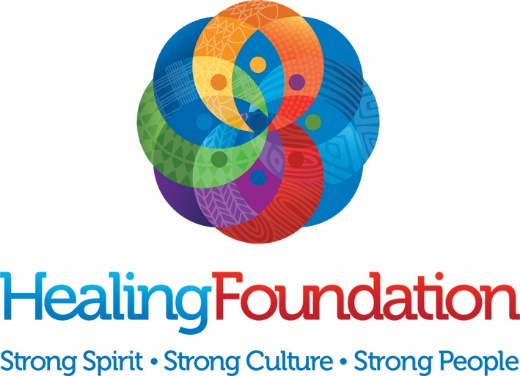 HealingFoundation
Strong Spirit • Strong Culture • Strong People